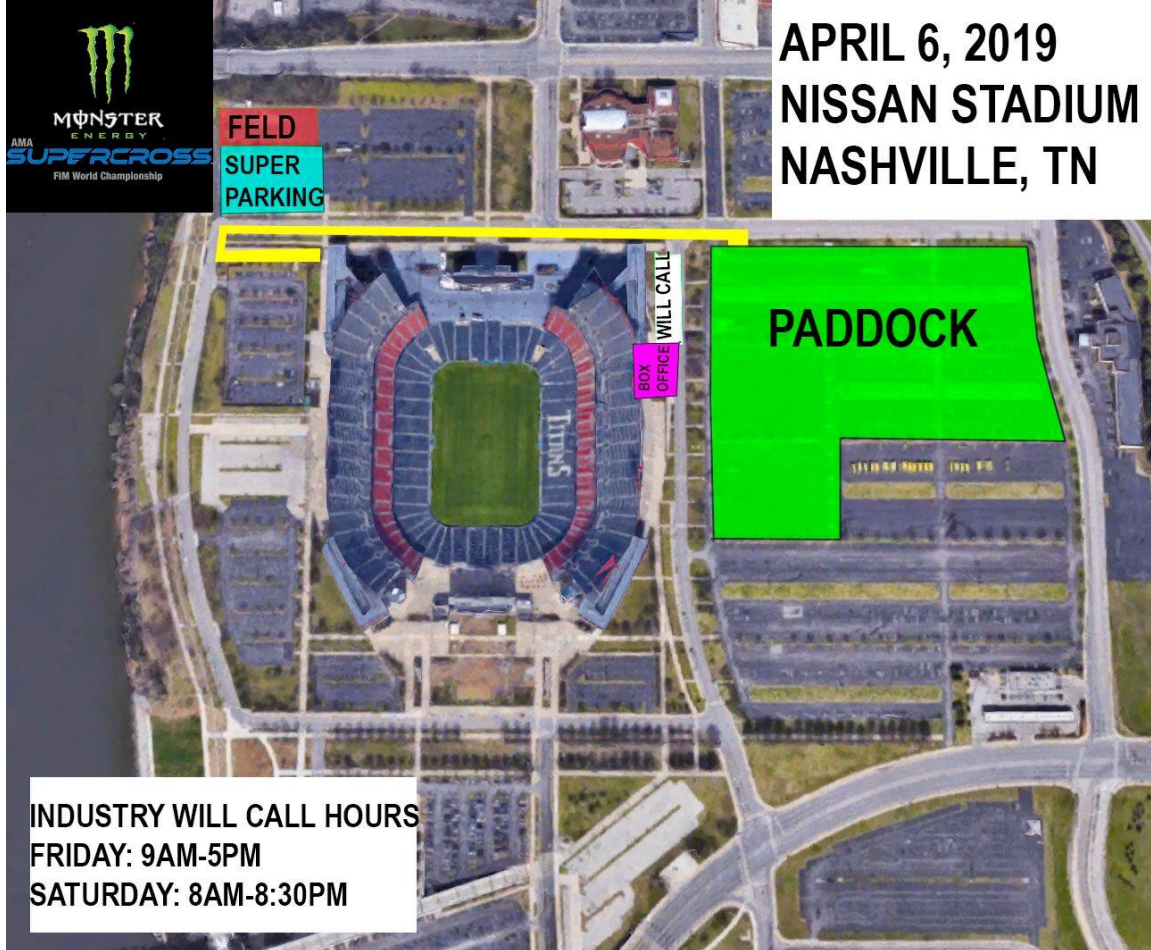 MONSTER
ENERGY
AMA
SUPERCROSS
FIM World Championship
APRIL 6, 2019
NISSAN STADIUM
NASHVILLE, TN
FELD
SUPER
PARKING
WILL CALL
BOX
OFFICE
PADDOCK
TITANS
INDUSTRY WILL CALL HOURS
FRIDAY: 9AM-5PM
SATURDAY: 8AM-8:30PM